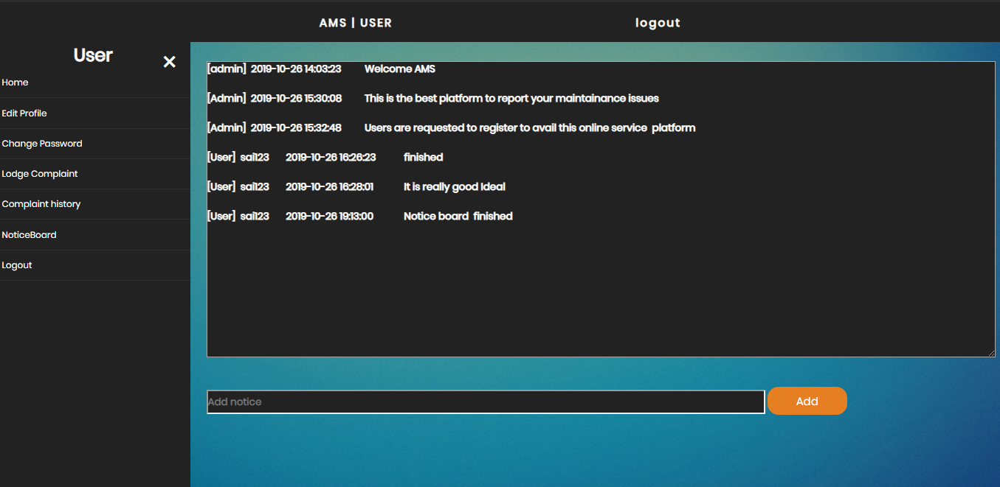 AMS | USER logout
User ×
Home
Edit Profile
Change Password
Lodge Complaint
Complaint history
NoticeBoard
Logout
[admin] 2019-10-26 14:03:23 Welcome AMS
[Admin] 2019-10-26 15:30:08 This is the best platform to report your maintainance issues
[Admin] 2019-10-26 15:32:48 Users are requested to register to avail this online service platform
[User] sai123 2019-10-26 16:26:23 finished
[User] sai123 2019-10-26 16:28:01 It is really good Ideal
[User] sai123 2019-10-26 19:13:00 Notice board finished
Add notice Add